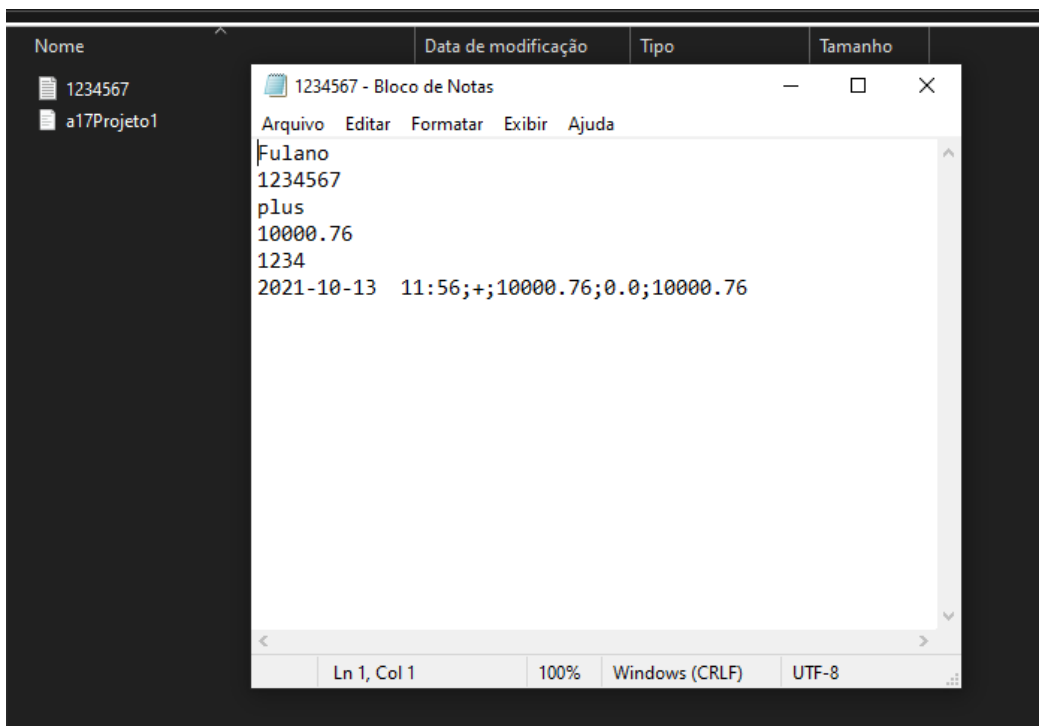 Nome Data de modificação Tipo Tamanho
1234567
a17Projeto1
1234567 - Bloco de Notas
Arquivo Editar Formatar Exibir Ajuda
Fulano
1234567
plus
10000.76
1234
2021-10-13  11:56;+;10000.76;0.0;10000.76
Ln 1, Col 1 100% Windows (CRLF) UTF-8